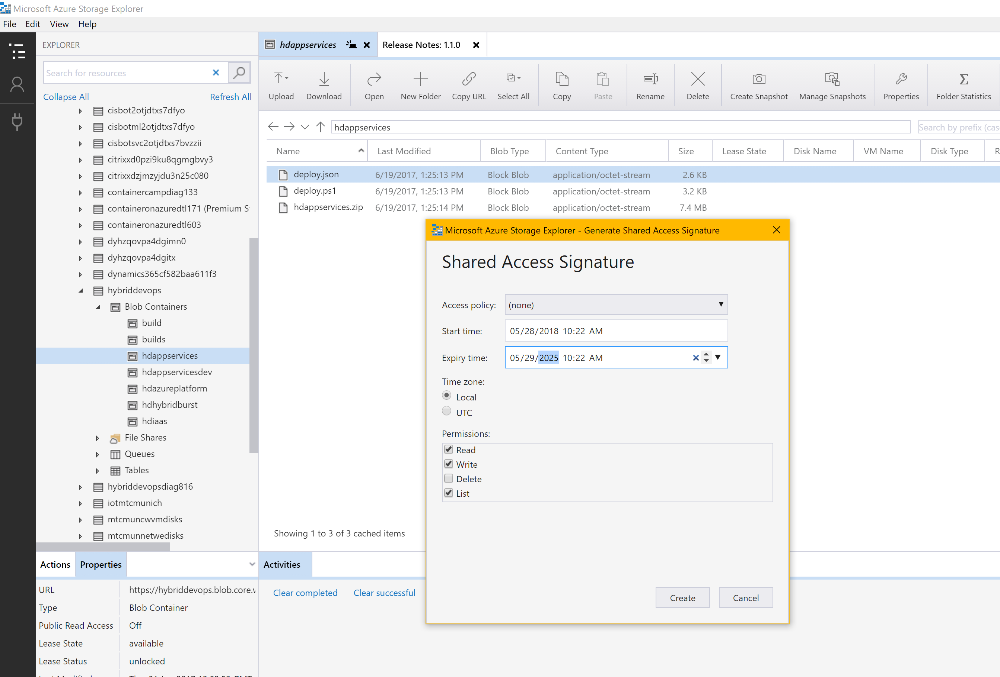 Microsoft Azure Storage Explorer
File Edit View Help
EXPLORER
Search for resources
Collapse All Refresh All
cisbot2otjdtxs7dfyo
cisbotml2otjdtxs7dfyo
cisbotsvc2otjdtxs7bvzzii
citrixxd0pzi9ku8qgmgbvy3
citrixxdzjmzyjdu3n25c080
containercampdiag133
containeronazuredtl171 (Premium S
containeronazuredtl603
dyhzqovpa4dgimn0
dyhzqovpa4dgitx
dynamics365cf582baa611f3
hybriddevops
Blob Containers
build
builds
hdappservices
hdappservicesdev
hdazureplatform
hdhybridburst
hdiaas
File Shares
Queues
Tables
hybriddevopsdiag816
iotmtcmunich
mtcmuncwvmdisks
mtcmunnetwedisks
Actions Properties
URL https://hybriddevops.blob.core.
Type Blob Container
Public Read Access Off
Lease State available
Lease Status unlocked
hdappservices Release Notes: 1.1.0
Upload Download Open New Folder Copy URL Select All Copy Paste Rename Delete Create Snapshot Manage Snapshots Properties Folder Statistics
hdappservices Search by prefix (cas
Name Last Modified Blob Type Content Type Size Lease State Disk Name VM Name Disk Type R
deploy.json 6/19/2017, 1:25:13 PM Block Blob application/octet-stream 2.6 KB
deploy.ps1 6/19/2017, 1:25:13 PM Block Blob application/octet-stream 3.2 KB
hdappservices.zip 6/19/2017, 1:25:14 PM Block Blob application/octet-stream 7.4 MB
Showing 1 to 3 of 3 cached items
Activities
Clear completed Clear successful
Microsoft Azure Storage Explorer - Generate Shared Access Signature
Shared Access Signature
Access policy: (none)
Start time: 05/28/2018 10:22 AM
Expiry time: 05/29/2025 10:22 AM
Time zone:
Local
UTC
Permissions:
Read
Write
Delete
List
Create Cancel